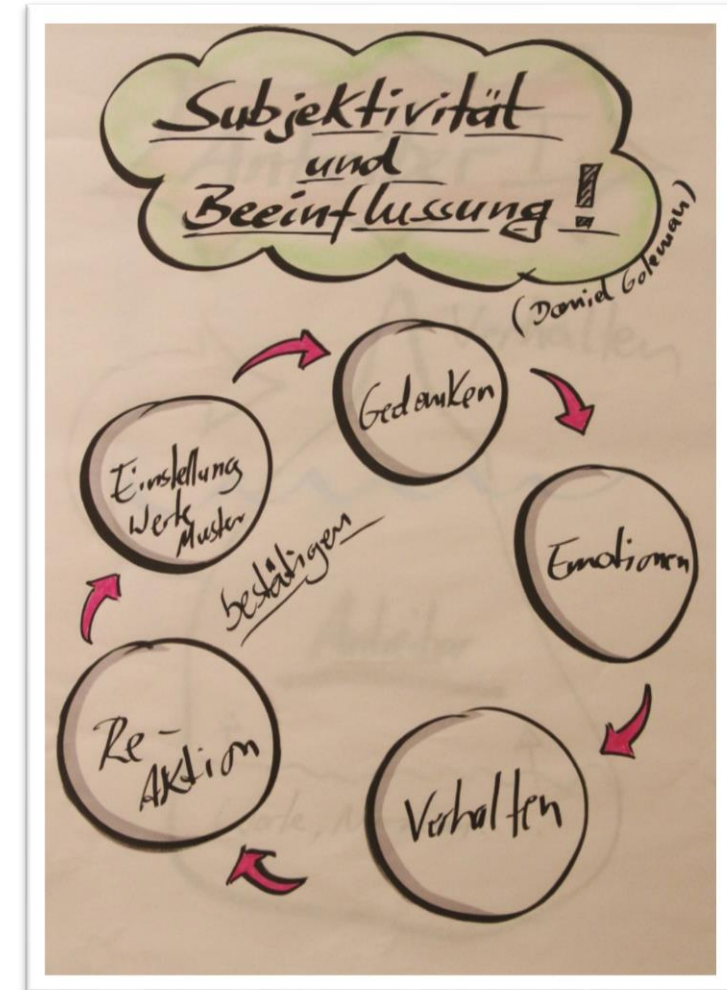 Subjektivität
und
Beeinflussung!
(Daniel Goleman)
Gedanken
Emotionen
Verhalten
Re-
Aktion
Einstellung
Werte
Muster
bestätigen